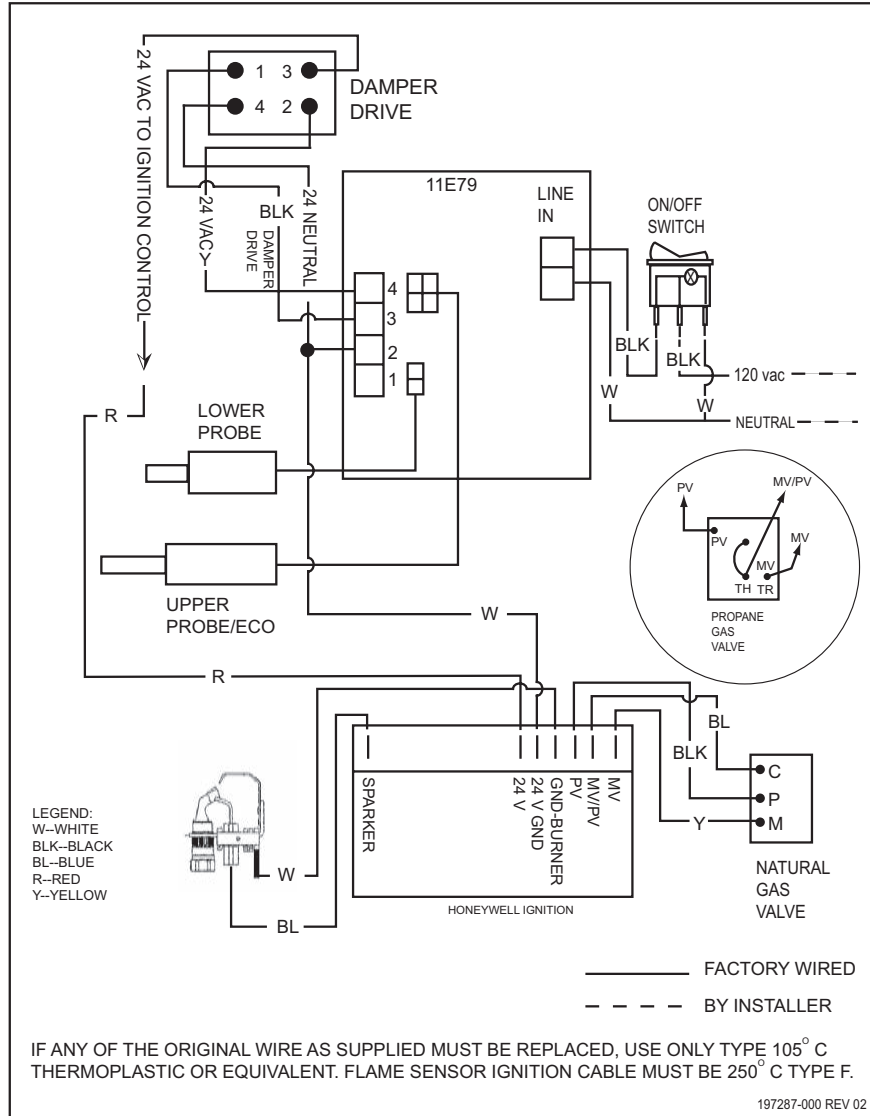 24 VAC TO IGNITION CONTROL
1 3
4 2
DAMPER
DRIVE
24 VAC
Y
BLK
DAMPER
DRIVE
24 NEUTRAL
11E79
LINE
IN
4
3
2
1
ON/OFF
SWITCH
BLK
BLK
W
W
120 vac
NEUTRAL
R
LOWER
PROBE
UPPER
PROBE/ECO
W
R
PV
MV/PV
MV
PV
MV
TH TR
PROPANE
GAS
VALVE
SPARKER
24 V
24 V GND
GND-BURNER
PV
MV/PV
MV
HONEYWELL IGNITION
BL
BLK
Y
C
P
M
NATURAL
GAS
VALVE
W
BL
LEGEND:
W--WHITE
BLK--BLACK
BL--BLUE
R--RED
Y--YELLOW
FACTORY WIRED
BY INSTALLER
IF ANY OF THE ORIGINAL WIRE AS SUPPLIED MUST BE REPLACED, USE ONLY TYPE 105° C
THERMOPLASTIC OR EQUIVALENT. FLAME SENSOR IGNITION CABLE MUST BE 250° C TYPE F.
197287-000 REV 02